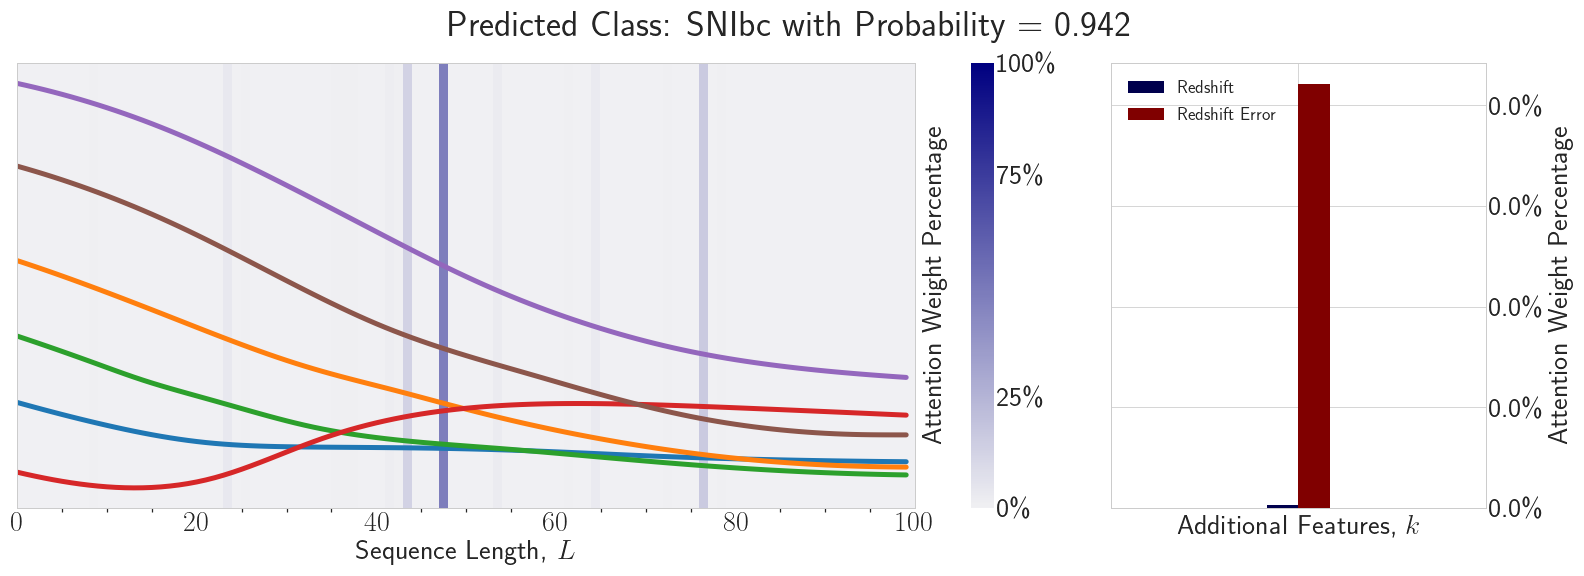 Predicted Class: SNIbc with Probability = 0.942
0
20
40
60
80
100
Sequence Length, L
100%
75%
50%
25%
0%
Attention Weight Percentage
Redshift
Redshift Error
0.0%
0.0%
0.0%
0.0%
0.0%
Attention Weight Percentage
Additional Features, k